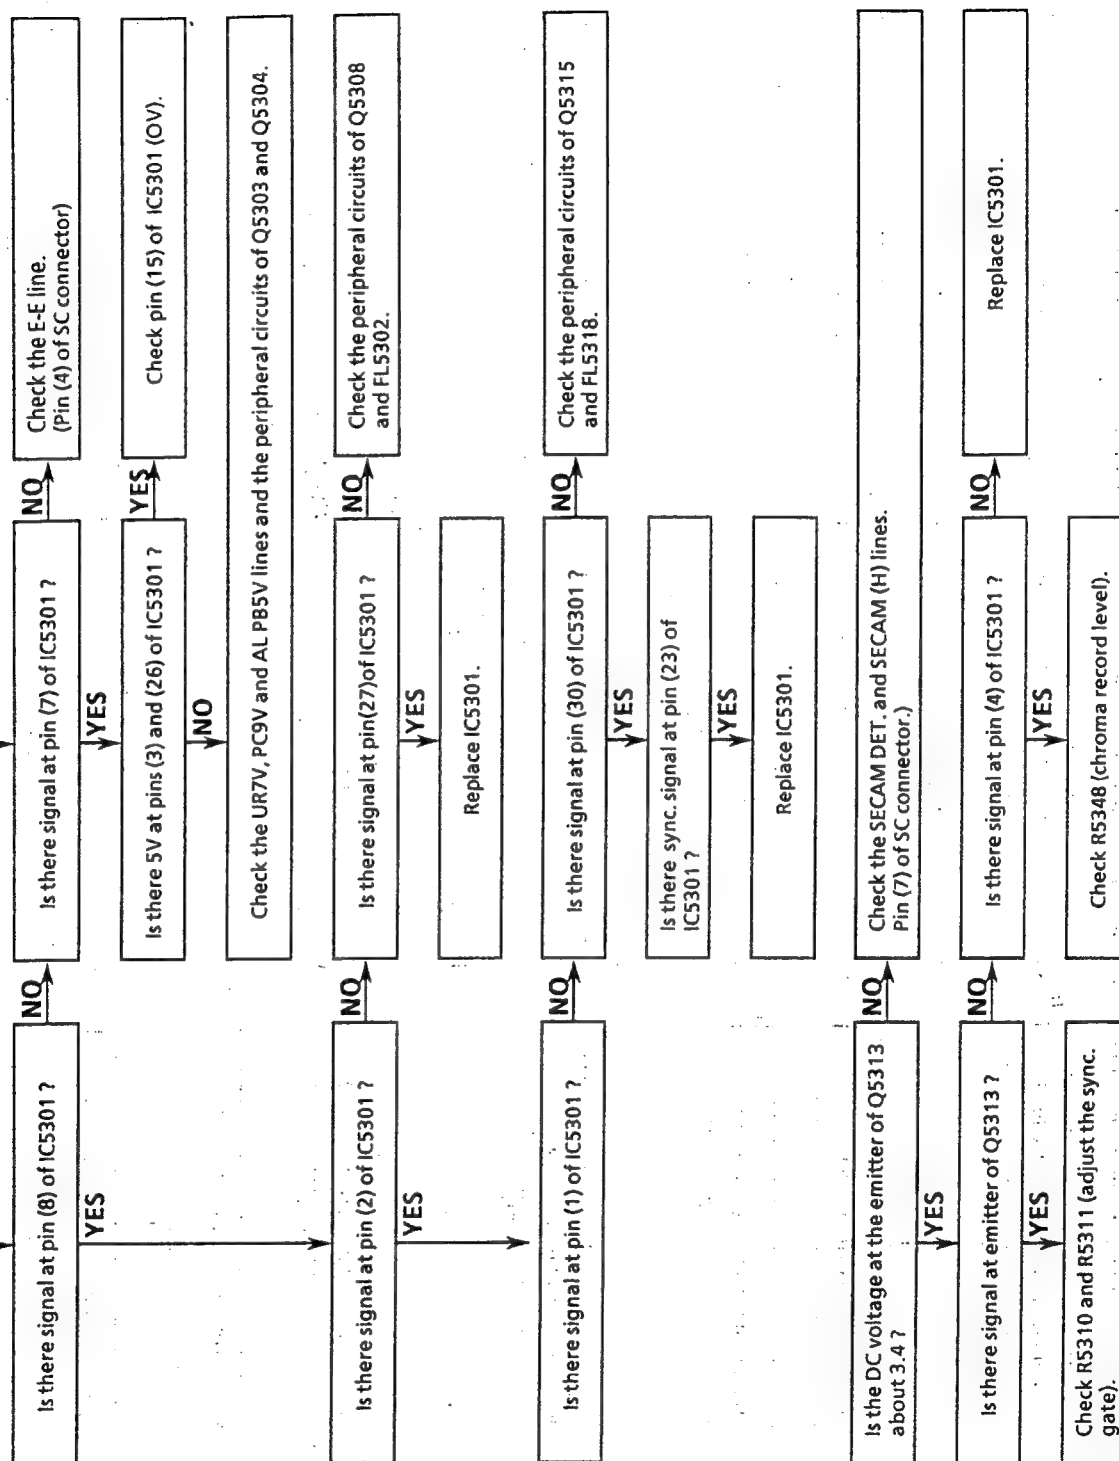 Is there signal at pin (8) of IC5301 ?
NO
Is there signal at pin (7) of IC5301 ?
NO
Check the E-E line.
(Pin (4) of SC connector)
YES
YES
Is there 5V at pins (3) and (26) of IC5301 ?
YES
Check pin (15) of IC5301 (OV).
NO
Check the UR7V, PC9V and AL PB5V lines and the peripheral circuits of Q5303 and Q5304.
Is there signal at pin (2) of IC5301 ?
NO
Is there signal at pin(27)of IC5301 ?
NO
Check the peripheral circuits of Q5308
and FL5302.
YES
YES
Replace IC5301.
Is there signal at pin (1) of IC5301 ?
NO
Is there signal at pin (30) of IC5301 ?
NO
Check the peripheral circuits of Q5315
and FL5318.
YES
Is there sync. signal at pin (23) of
IC5301 ?
YES
Replace IC5301.
Is the DC voltage at the emitter of Q5313
about 3.4 ?
NO
Check the SECAM DET. and SECAM (H) lines.
Pin (7) of SC connector.)
YES
Is there signal at emitter of Q5313 ?
NO
Is there signal at pin (4) of IC5301 ?
NO
Replace IC5301.
YES
YES
Check R5310 and R5311 (adjust the sync.
gate).
Check R5348 (chroma record level).